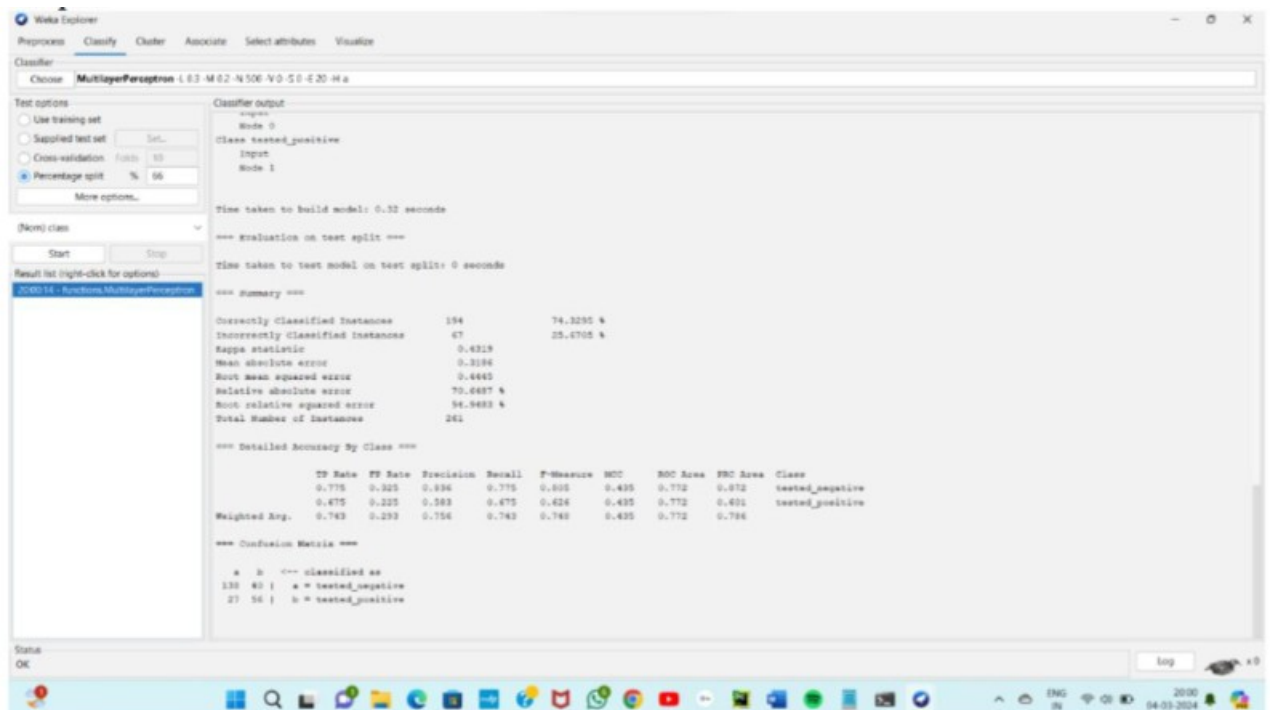 Weka Explorer
Preprocess Classify Cluster Associate Select attributes Visualize
Classifier
Choose MultilayerPerceptron -L 0.3 -M 0.2 -N 500 -V 0 -S 0 -E 20 -H a
Test options
Use training set
Supplied test set Set...
Cross-validation Folds 10
Percentage split % 66
More options...
(Nom) class
Start Stop
Result list (right-click for options)
20:00:14 - functions.MultilayerPerceptron
Classifier output
Input
Node 0
Class tested_positive
Input
Node 1
Time taken to build model: 0.32 seconds
=== Evaluation on test split ===
Time taken to test model on test split: 0 seconds
=== Summary ===
Correctly Classified Instances 194 74.3295 %
Incorrectly Classified Instances 67 25.6705 %
Kappa statistic 0.4319
Mean absolute error
Root mean squared error 0.4445
Relative absolute error %
Root relative squared error %
Total Number of Instances 261
=== Detailed Accuracy By Class ===
TP Rate FP Rate Precision Recall F-Measure MCC ROC Area PRC Area Class
0.775 0.325 0.836 0.775 0.805 0.435 0.772 0.872 tested_negative
0.675 0.225 0.583 0.675 0.626 0.435 0.772 0.601 tested_positive
Weighted Avg. 0.743 0.293 0.756 0.743 0.748 0.435 0.772 0.786
=== Confusion Matrix ===
a b <-- classified as
138 40 | a = tested_negative
27 56 | b = tested_positive
Status
OK
Log x 0
ENG
IN
20:00
04-03-2024